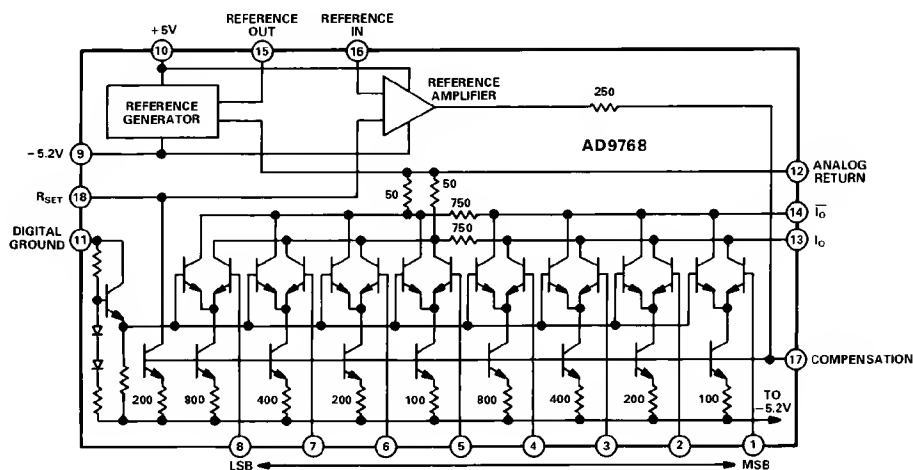 +5V
REFERENCE OUT
REFERENCE IN
10
15
16
REFERENCE GENERATOR
REFERENCE AMPLIFIER
250
AD9768
−5.2V
9
12
ANALOG RETURN
RSET
18
50
50
750
14
IO
DIGITAL GROUND
11
750
13
IO
17
COMPENSATION
200
800
400
200
100
800
400
200
100
TO −5.2V
8
7
6
5
4
3
2
1
LSB
MSB